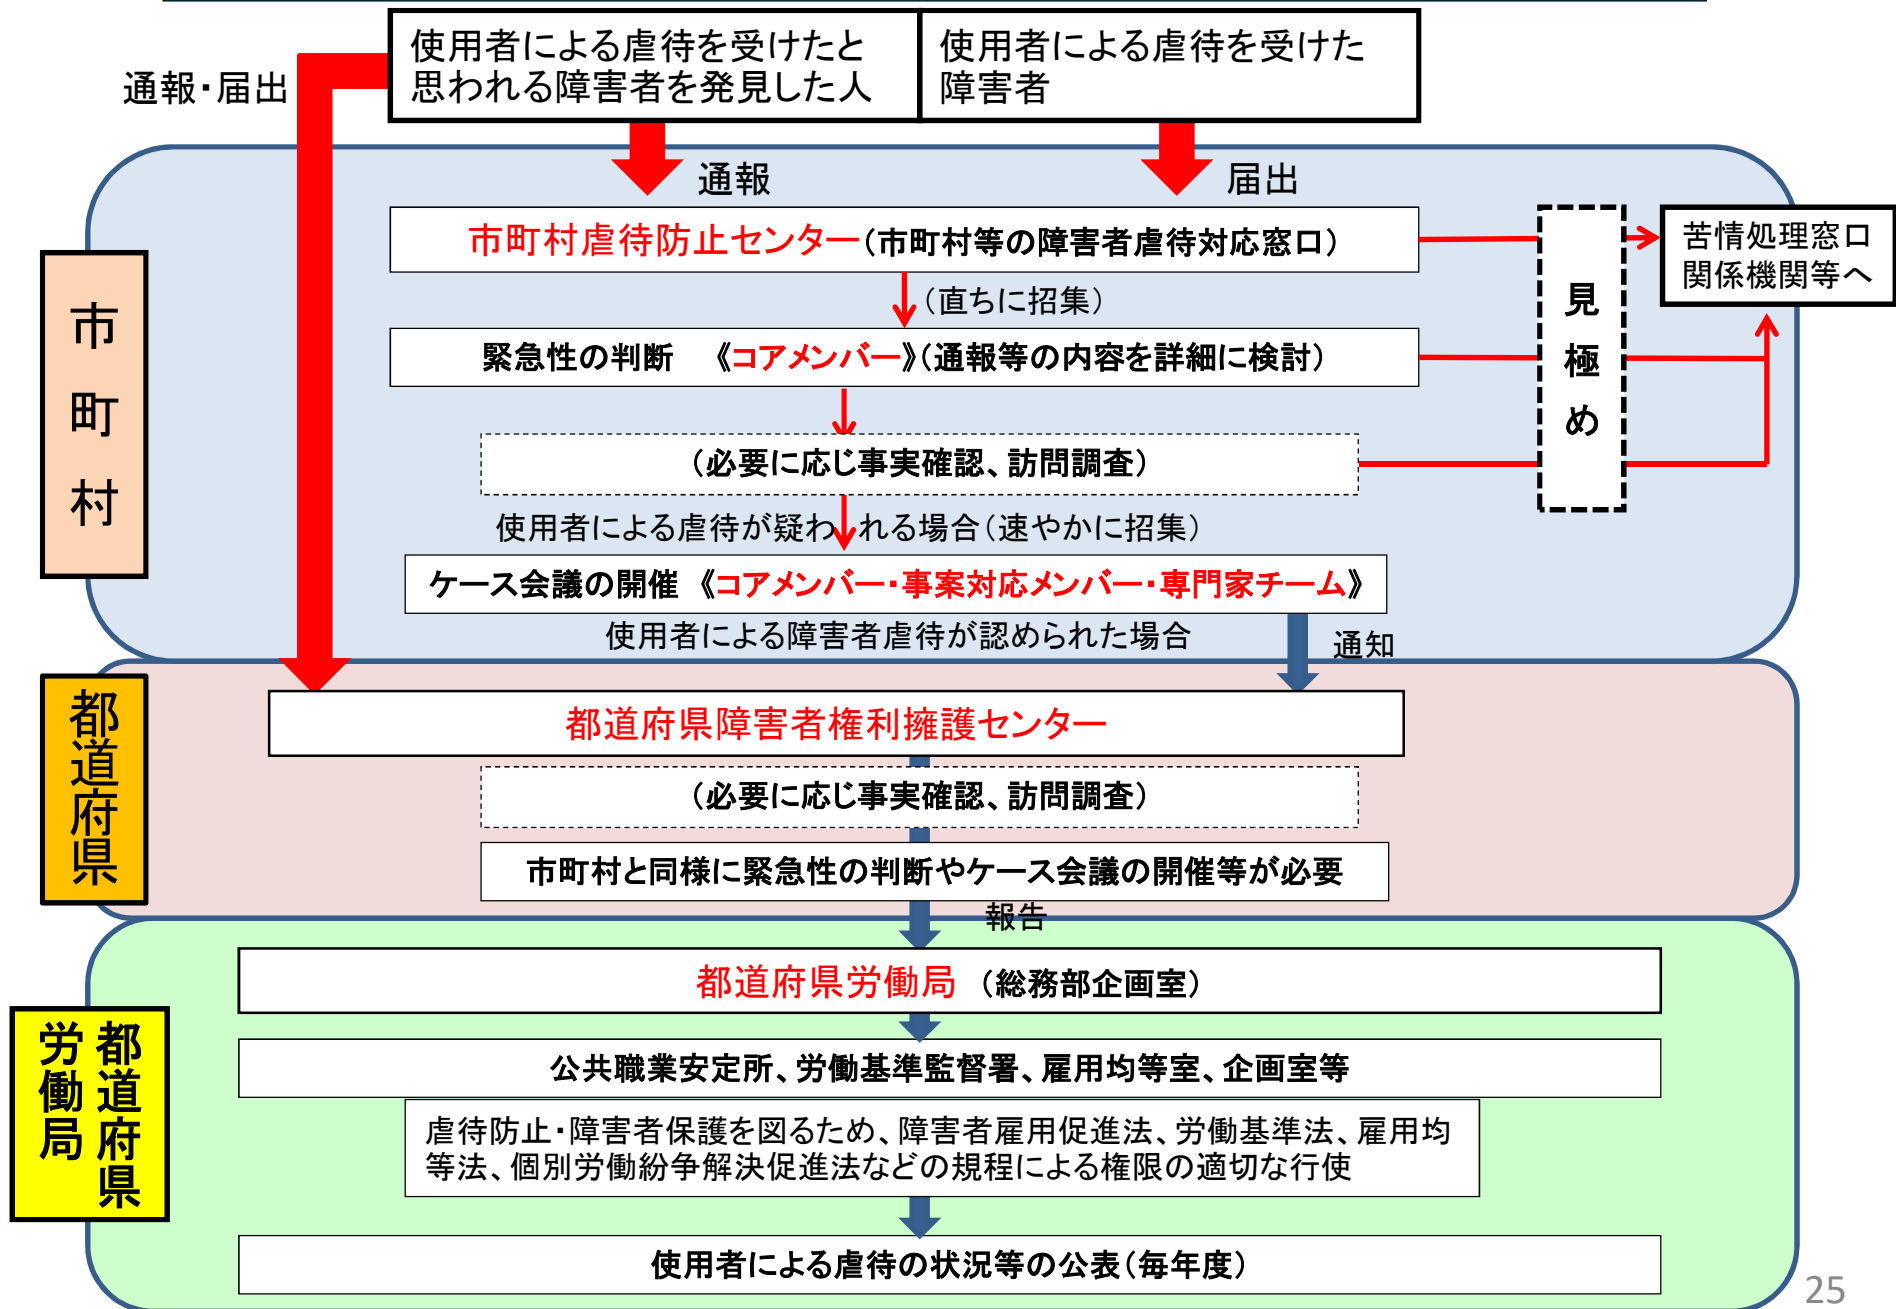 使用者による虐待を受けたと
思われる障害者を発見した人
使用者による虐待を受けた
障害者
通報・届出
通報
届出
市町村
市町村虐待防止センター(市町村等の障害者虐待対応窓口)
見極め
苦情処理窓口
関係機関等へ
(直ちに招集)
緊急性の判断 《コアメンバー》(通報等の内容を詳細に検討)
(必要に応じ事実確認、訪問調査)
使用者による虐待が疑われる場合(速やかに招集)
ケース会議の開催 《コアメンバー・事案対応メンバー・専門家チーム》
使用者による障害者虐待が認められた場合
通知
都道府県
都道府県障害者権利擁護センター
(必要に応じ事実確認、訪問調査)
市町村と同様に緊急性の判断やケース会議の開催等が必要
報告
都道府県
労働局
都道府県労働局 (総務部企画室)
公共職業安定所、労働基準監督署、雇用均等室、企画室等
虐待防止・障害者保護を図るため、障害者雇用促進法、労働基準法、雇用均
等法、個別労働紛争解決促進法などの規程による権限の適切な行使
使用者による虐待の状況等の公表(毎年度)
25